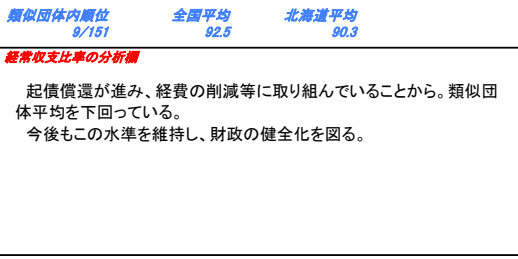 類似団体内順位 全国平均 北海道平均
9/151 92.5 90.3
経常収支比率の分析欄
起債償還が進み、経費の削減等に取り組んでいることから。類似団
体平均を下回っている。
今後もこの水準を維持し、財政の健全化を図る。